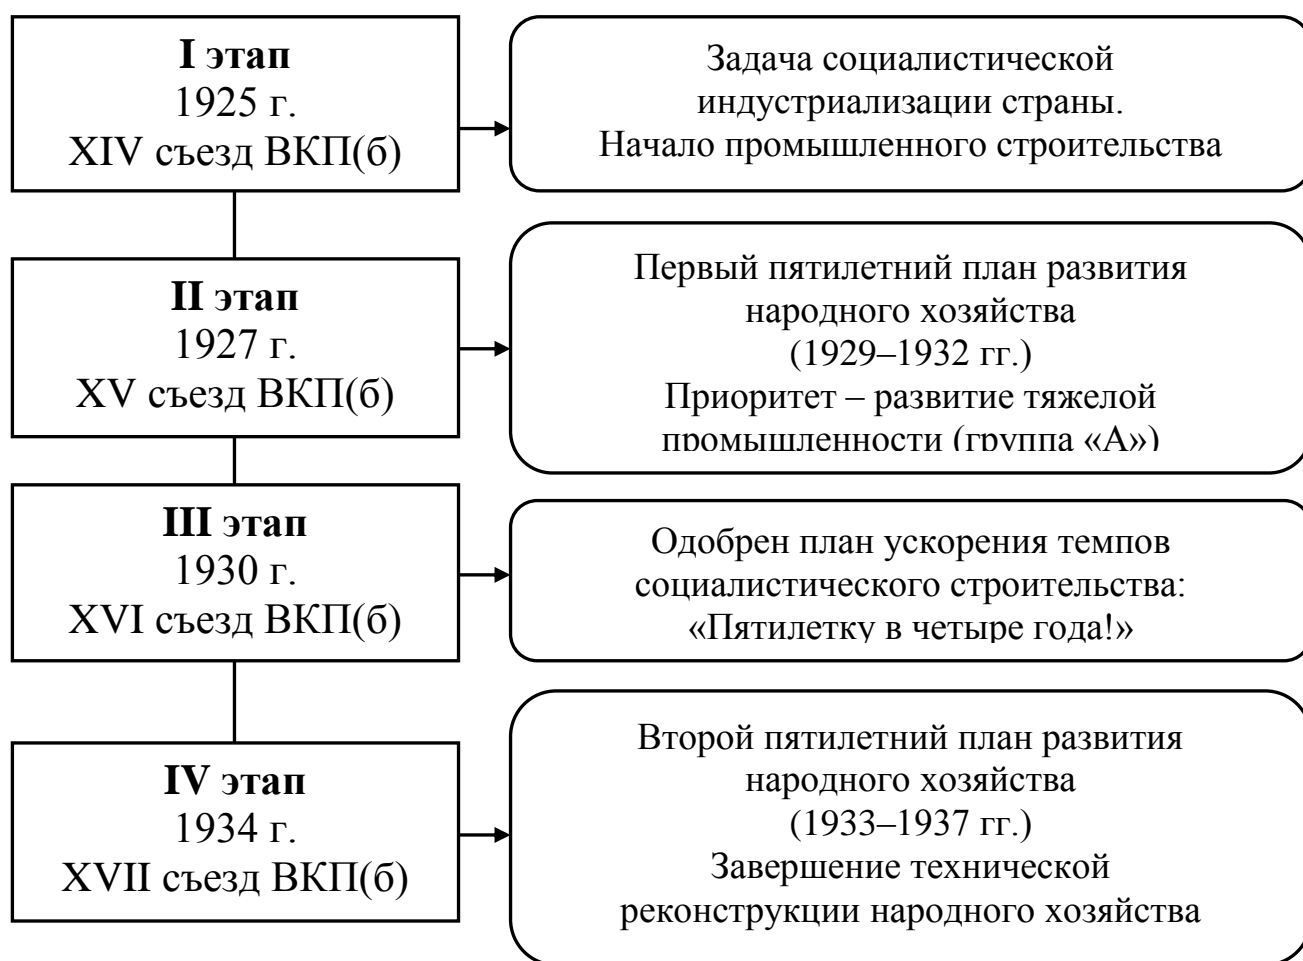 I этап
1925 г.
XIV съезд ВКП(б)
Задача социалистической
индустриализации страны.
Начало промышленного строительства
II этап
1927 г.
XV съезд ВКП(б)
Первый пятилетний план развития
народного хозяйства
(1929–1932 гг.)
Приоритет – развитие тяжелой
промышленности (группа «А»)
III этап
1930 г.
XVI съезд ВКП(б)
Одобрен план ускорения темпов
социалистического строительства:
«Пятилетку в четыре года!»
IV этап
1934 г.
XVII съезд ВКП(б)
Второй пятилетний план развития
народного хозяйства
(1933–1937 гг.)
Завершение технической
реконструкции народного хозяйства